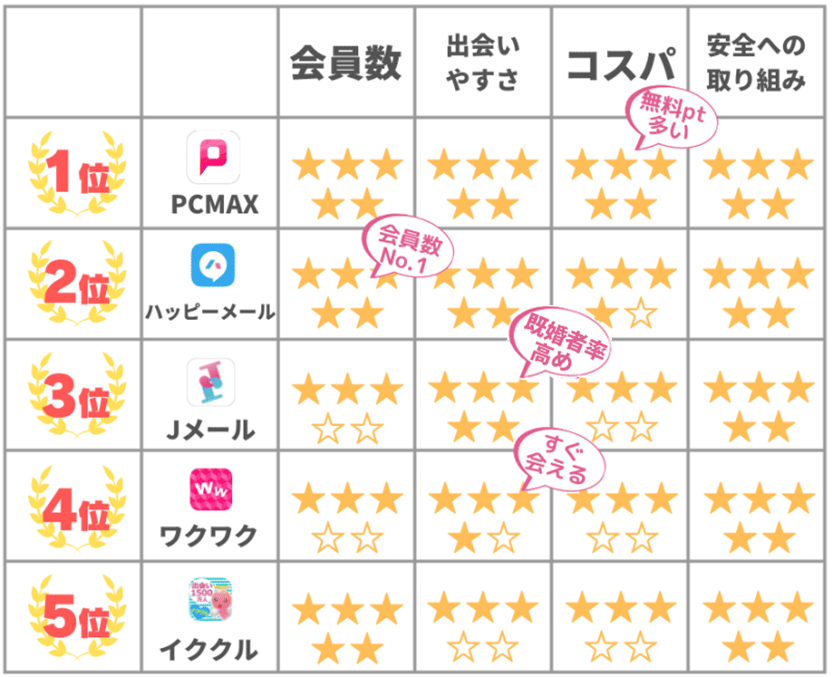 会員数
出会い
やすさ
コスパ
安全への
取り組み
無料pt
多い
1位
PCMAX
★★★
★★
★★★
★★
★★★
★★
★★★
★★
会員数
No.1
2位
ハッピーメール
★★★
★★
★★★
★★
★★★
★☆
★★★
★★
既婚者率
高め
3位
Jメール
★★★
☆☆
★★★
★★
★★★
☆☆
★★★
★★
すぐ
会える
4位
ww
ワクワク
★★★
☆☆
★★★
★☆
★★★
☆☆
★★★
★★
5位
出会い
1500
万人
イククル
★★★
★★
★★★
☆☆
★★★
☆☆
★★★
★★